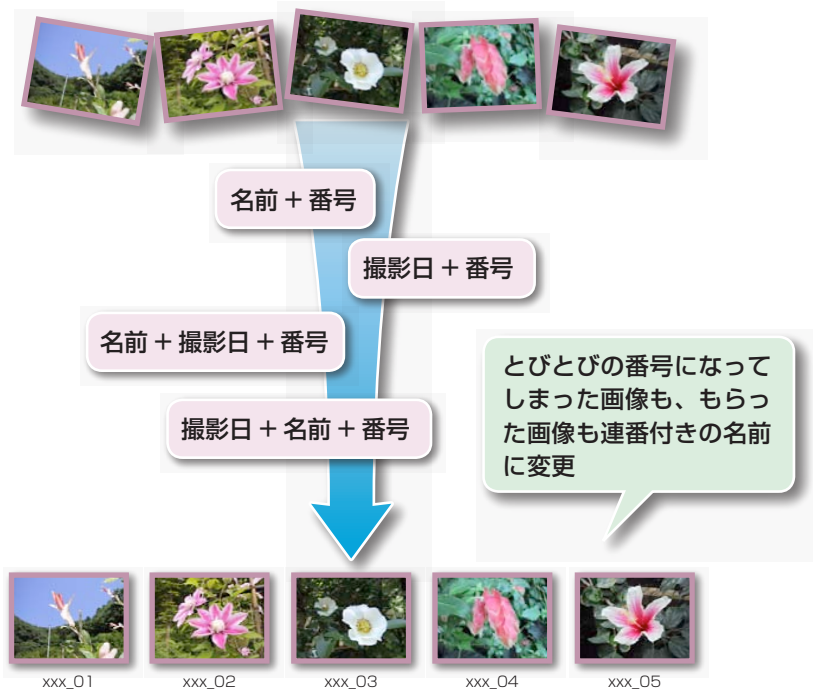 名前 + 番号
撮影日 + 番号
名前 + 撮影日 + 番号
撮影日 + 名前 + 番号
とびとびの番号になって
しまった画像も、もらっ
た画像も連番付きの名前
に変更
xxx_01
xxx_02
xxx_03
xxx_04
xxx_05